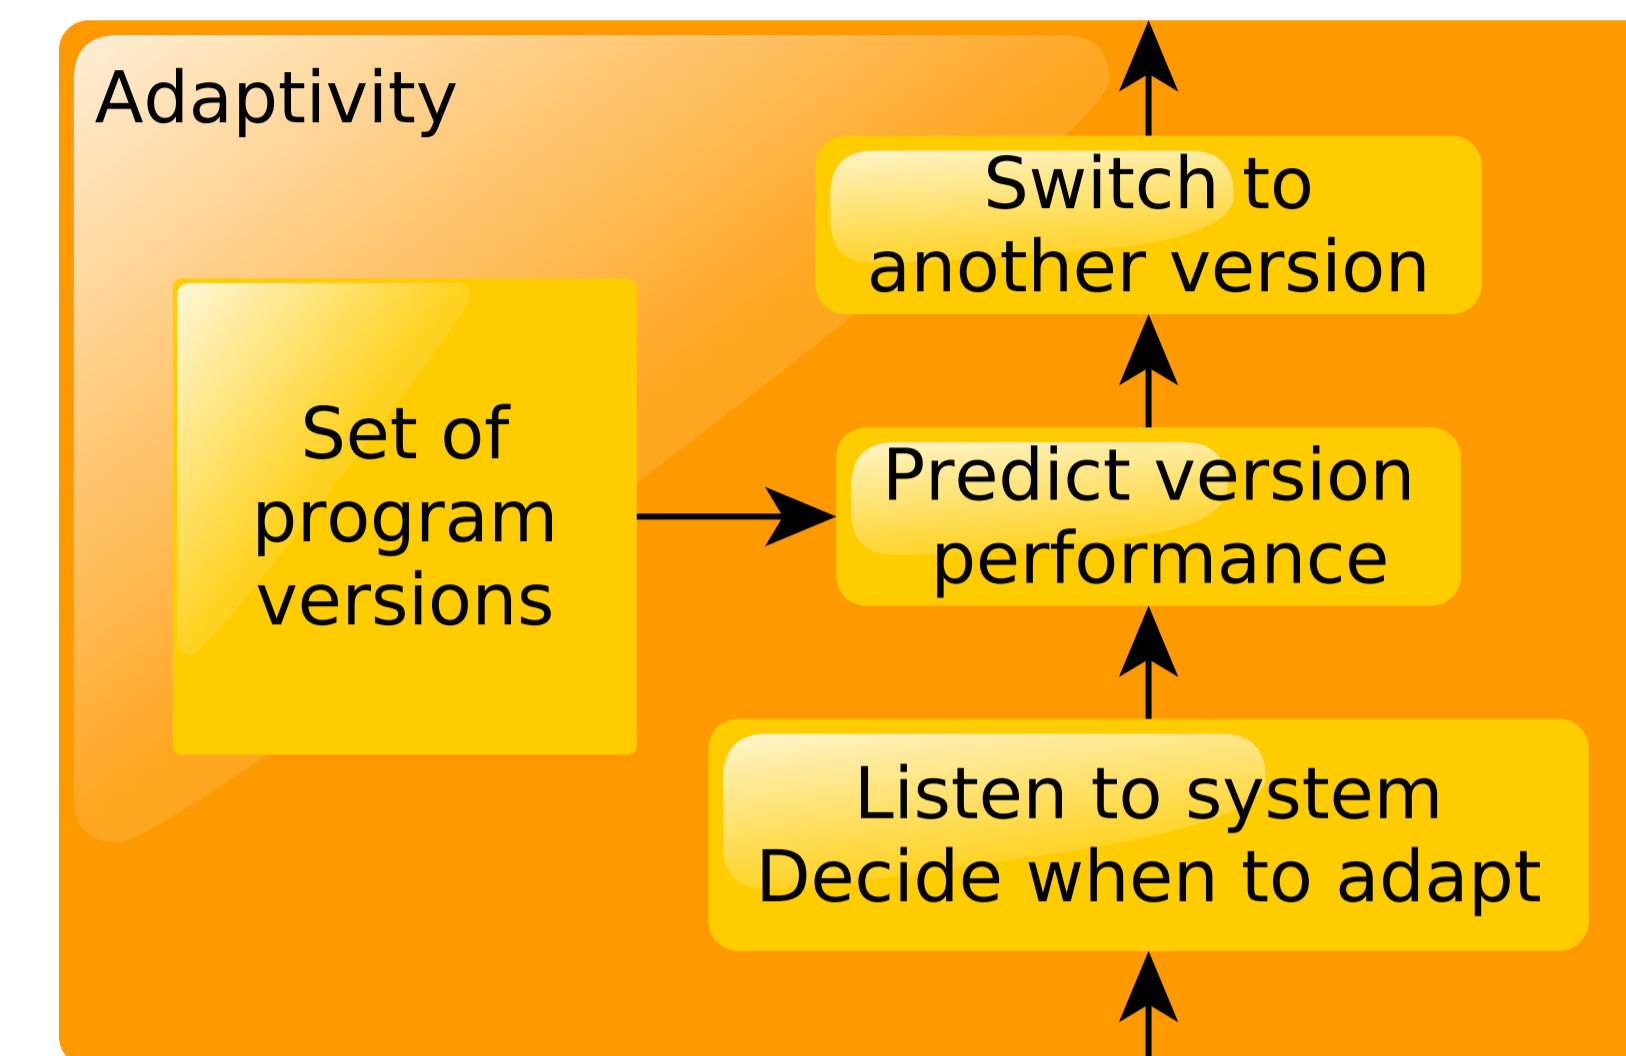 Adaptivity
Switch to
another version
Set of
program
versions
Predict version
performance
Listen to system
Decide when to adapt